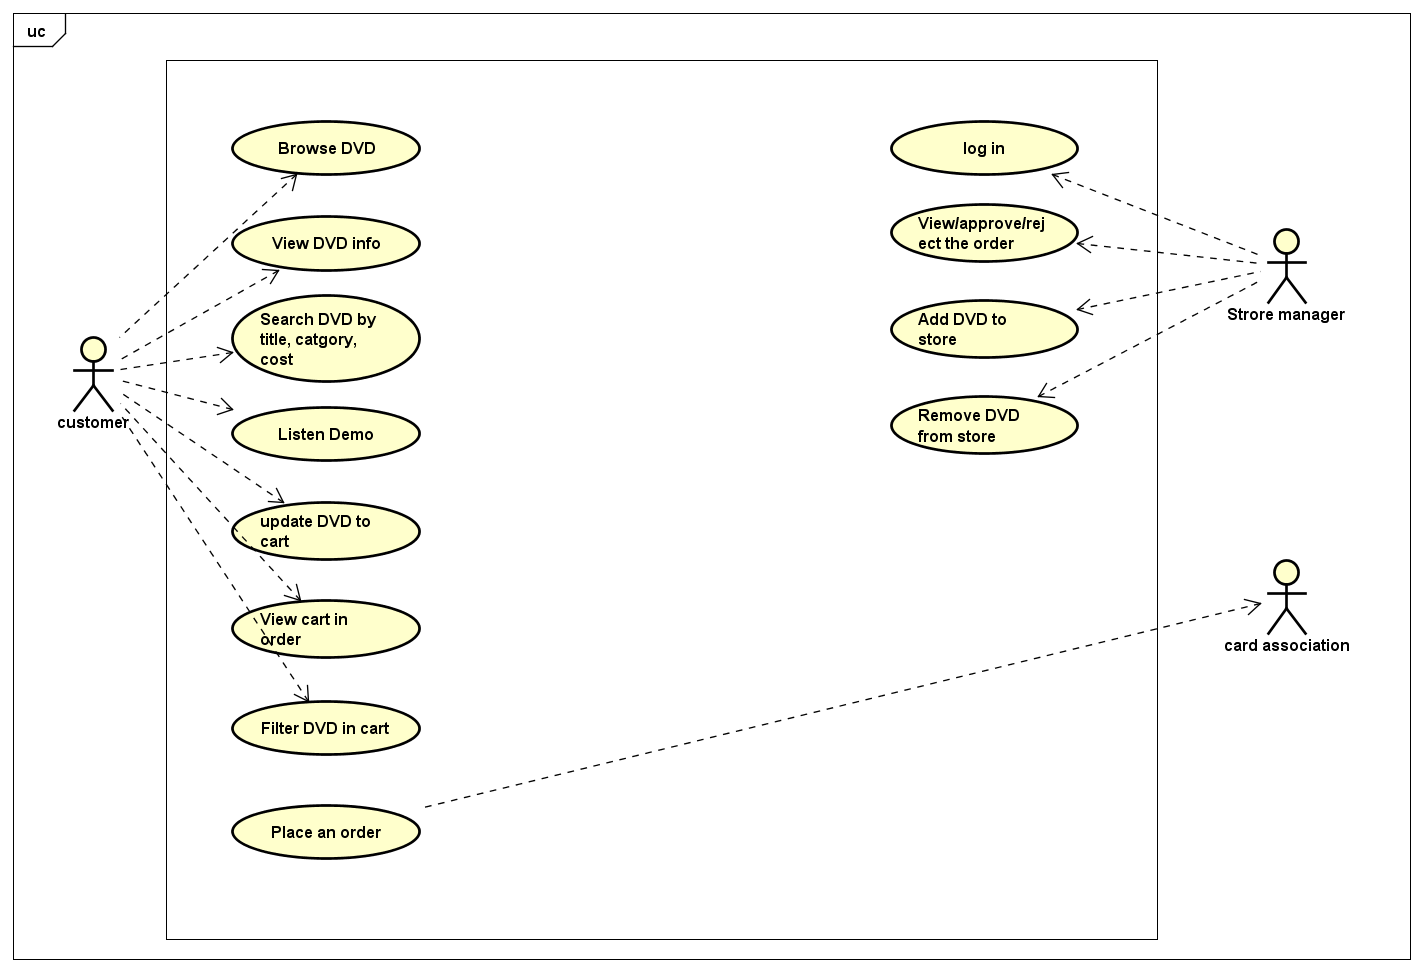 uc
Browse DVD
View DVD info
Search DVD by
title, catgory,
cost
customer
Listen Demo
update DVD to
cart
View cart in
order
Filter DVD in cart
Place an order
log in
View/approve/rej
ect the order
Add DVD to
store
Remove DVD
from store
Strore manager
card association